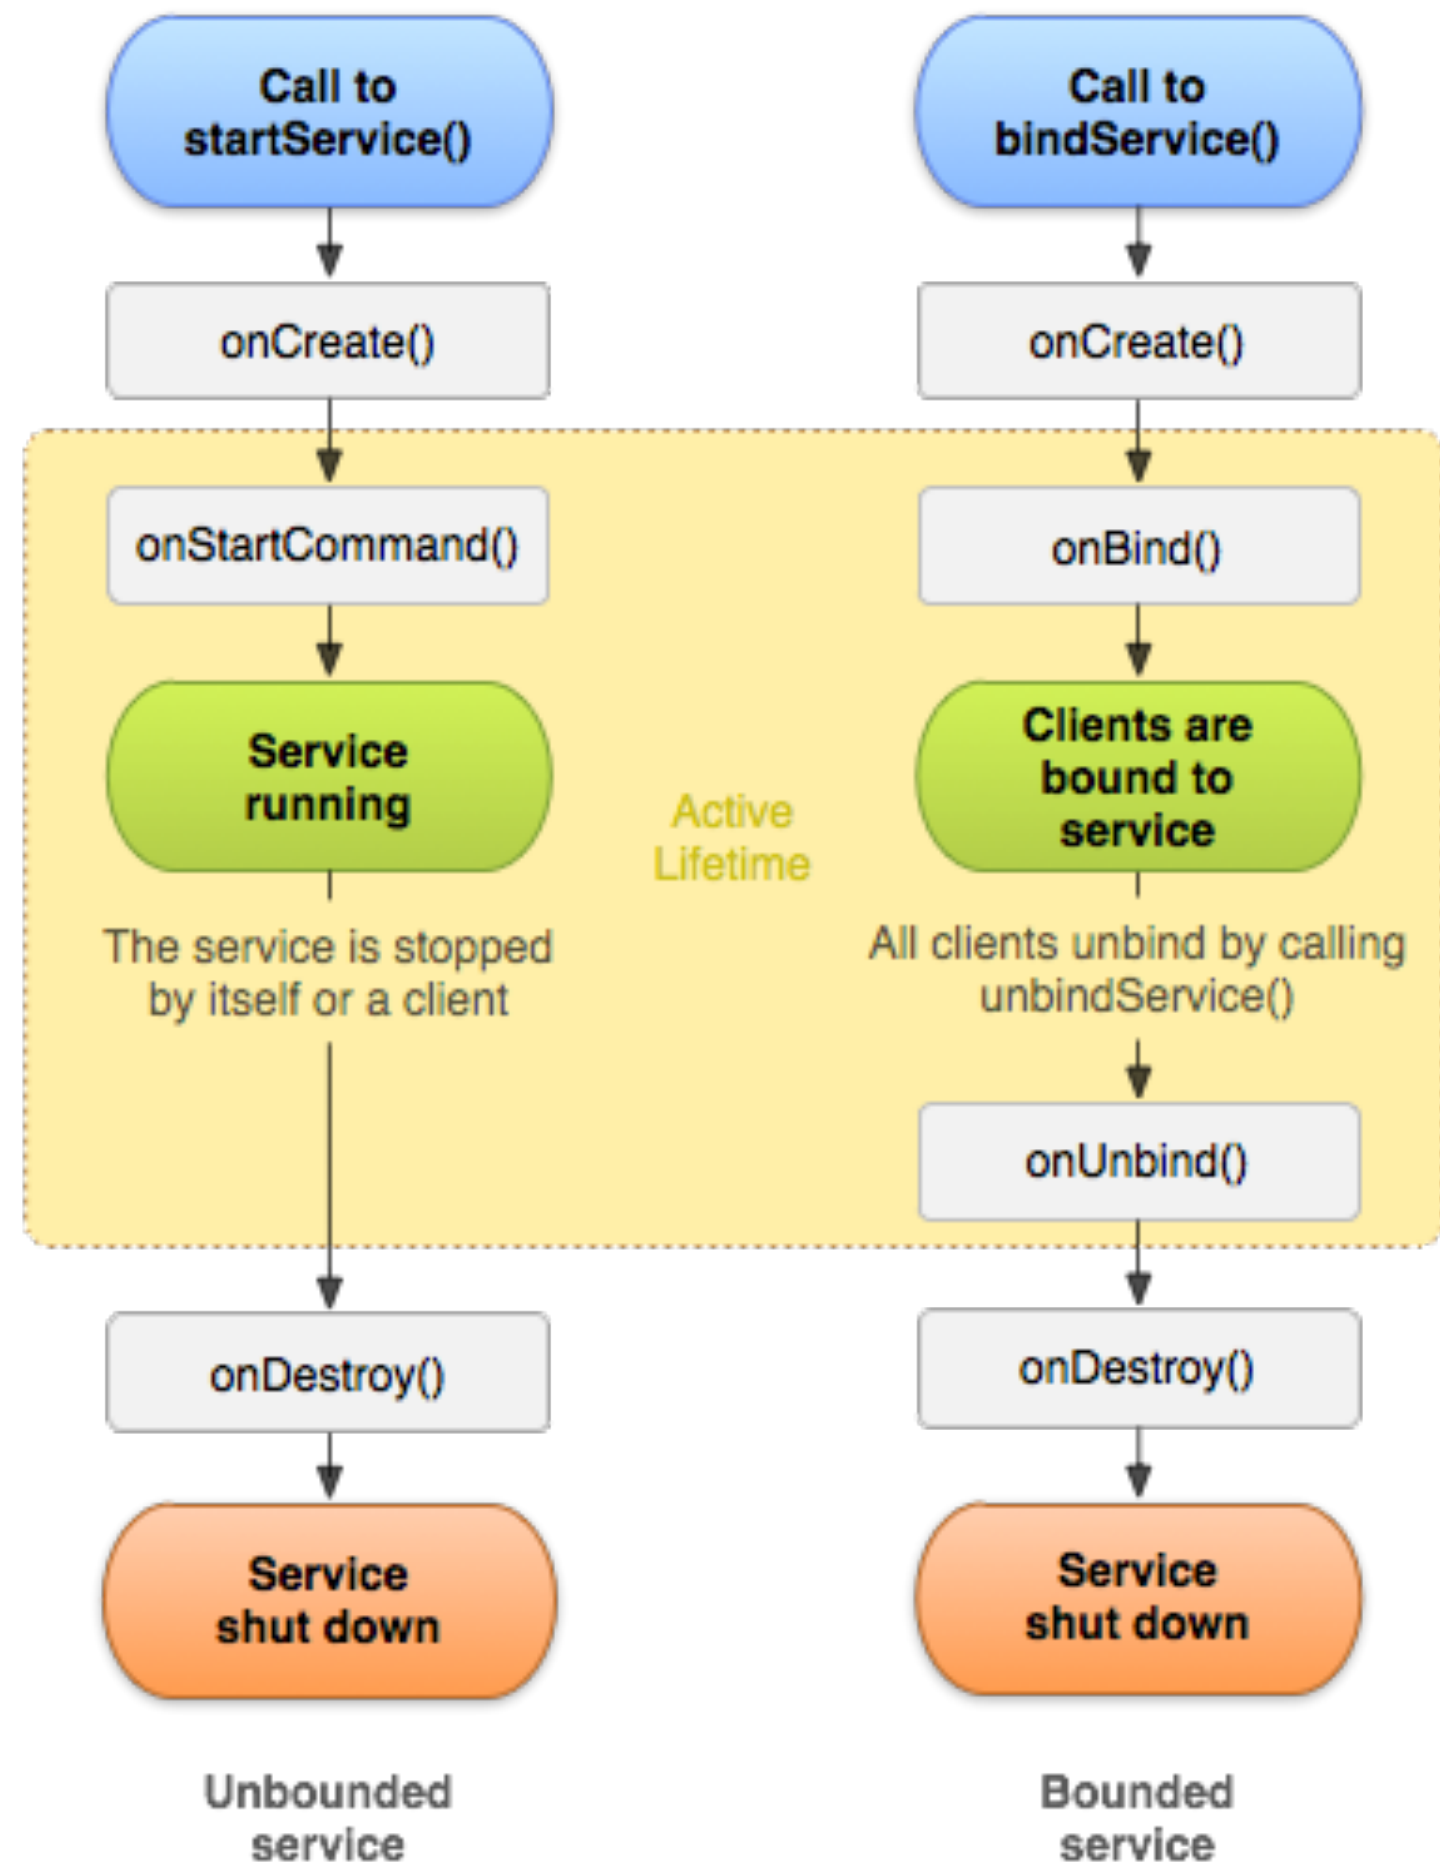 Call to
startService()
onCreate()
onStartCommand()
Service
running
The service is stopped
by itself or a client
onDestroy()
Service
shut down
Unbounded
service
Active
Lifetime
Call to
bindService()
onCreate()
onBind()
Clients are
bound to
service
All clients unbind by calling
unbindService()
onUnbind()
onDestroy()
Service
shut down
Bounded
service